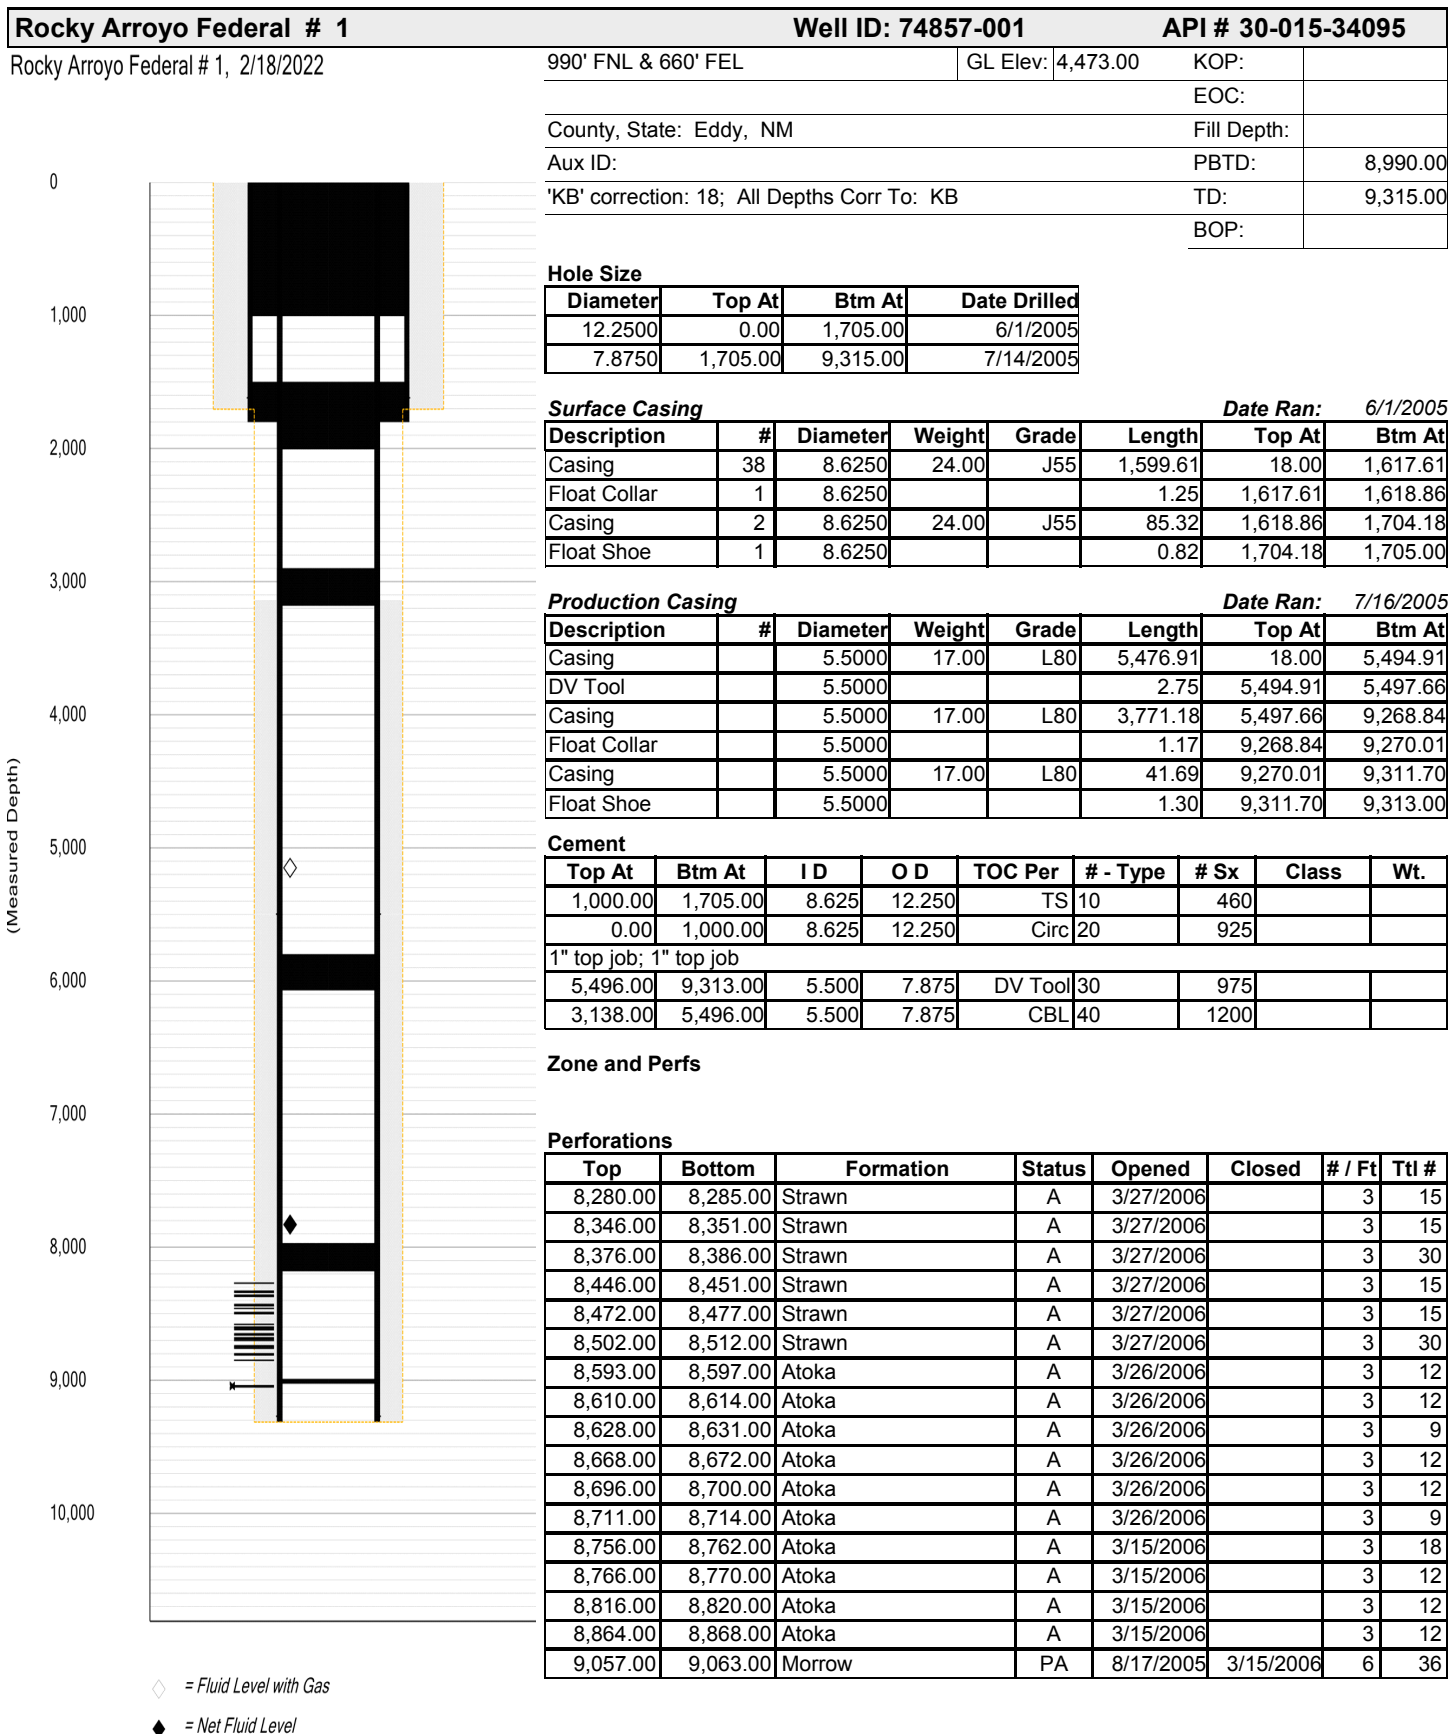 Rocky Arroyo Federal # 1 Well ID: 74857-001 API # 30-015-34095
Rocky Arroyo Federal # 1, 2/18/2022
990' FNL & 660' FEL GL Elev: 4,473.00 KOP:
EOC:
County, State: Eddy, NM Fill Depth:
Aux ID: PBTD: 8,990.00
'KB' correction: 18; All Depths Corr To: KB TD: 9,315.00
BOP:
Hole Size
Diameter Top At Btm At Date Drilled
12.2500 0.00 1,705.00 6/1/2005
7.8750 1,705.00 9,315.00 7/14/2005
Surface Casing Date Ran: 6/1/2005
Description # Diameter Weight Grade Length Top At Btm At
Casing 38 8.6250 24.00 J55 1,599.61 18.00 1,617.61
Float Collar 1 8.6250 1.25 1,617.61 1,618.86
Casing 2 8.6250 24.00 J55 85.32 1,618.86 1,704.18
Float Shoe 1 8.6250 0.82 1,704.18 1,705.00
Production Casing Date Ran: 7/16/2005
Description # Diameter Weight Grade Length Top At Btm At
Casing 5.5000 17.00 L80 5,476.91 18.00 5,494.91
DV Tool 5.5000 2.75 5,494.91 5,497.66
Casing 5.5000 17.00 L80 3,771.18 5,497.66 9,268.84
Float Collar 5.5000 1.17 9,268.84 9,270.01
Casing 5.5000 17.00 L80 41.69 9,270.01 9,311.70
Float Shoe 5.5000 1.30 9,311.70 9,313.00
Cement
Top At Btm At I D O D TOC Per # - Type # Sx Class Wt.
1,000.00 1,705.00 8.625 12.250 TS 10 460
0.00 1,000.00 8.625 12.250 Circ 20 925
1" top job; 1" top job
5,496.00 9,313.00 5.500 7.875 DV Tool 30 975
3,138.00 5,496.00 5.500 7.875 CBL 40 1200
Zone and Perfs
Perforations
Top Bottom Formation Status Opened Closed # / Ft Ttl #
8,280.00 8,285.00 Strawn A 3/27/2006 3 15
8,346.00 8,351.00 Strawn A 3/27/2006 3 15
8,376.00 8,386.00 Strawn A 3/27/2006 3 30
8,446.00 8,451.00 Strawn A 3/27/2006 3 15
8,472.00 8,477.00 Strawn A 3/27/2006 3 15
8,502.00 8,512.00 Strawn A 3/27/2006 3 30
8,593.00 8,597.00 Atoka A 3/26/2006 3 12
8,610.00 8,614.00 Atoka A 3/26/2006 3 12
8,628.00 8,631.00 Atoka A 3/26/2006 3 9
8,668.00 8,672.00 Atoka A 3/26/2006 3 12
8,696.00 8,700.00 Atoka A 3/26/2006 3 12
8,711.00 8,714.00 Atoka A 3/26/2006 3 9
8,756.00 8,762.00 Atoka A 3/15/2006 3 18
8,766.00 8,770.00 Atoka A 3/15/2006 3 12
8,816.00 8,820.00 Atoka A 3/15/2006 3 12
8,864.00 8,868.00 Atoka A 3/15/2006 3 12
9,057.00 9,063.00 Morrow PA 8/17/2005 3/15/2006 6 36
(Measured Depth)
0
1,000
2,000
3,000
4,000
5,000
6,000
7,000
8,000
9,000
10,000
= Fluid Level with Gas
= Net Fluid Level